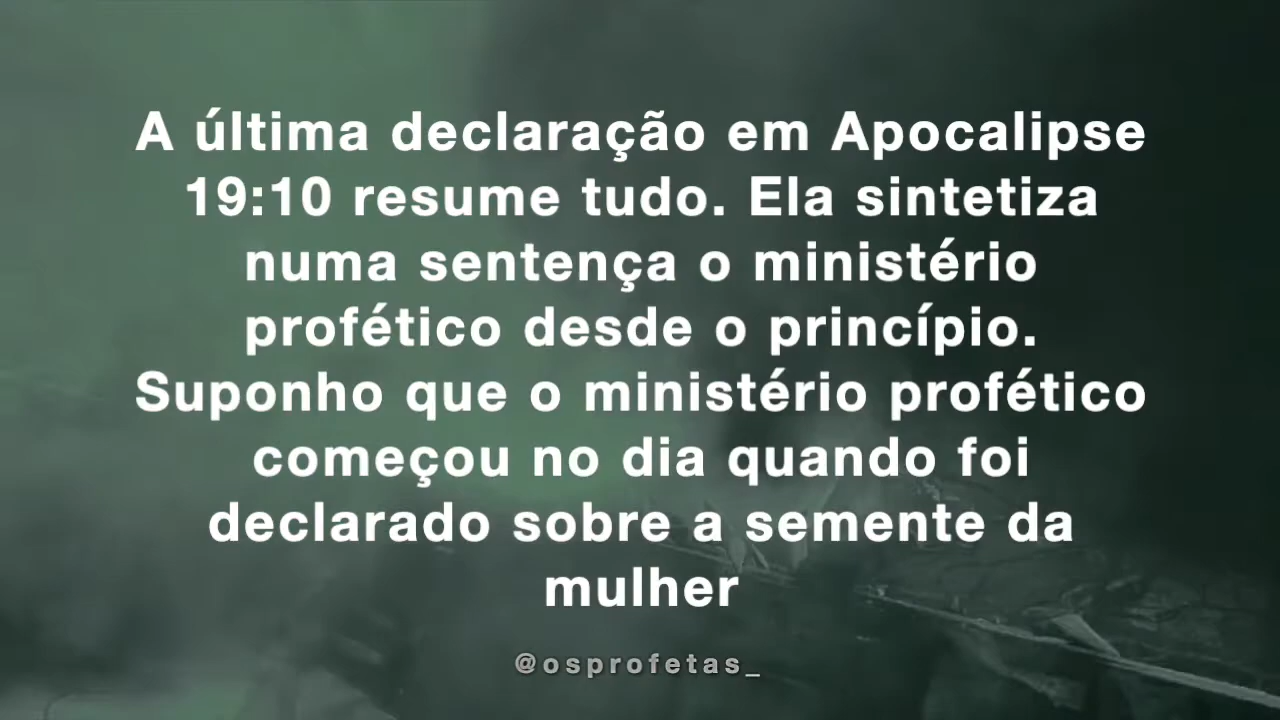 A última declaração em Apocalipse
19:10 resume tudo. Ela sintetiza
numa sentença o ministério
profético desde o princípio.
Suponho que o ministério profético
começou no dia quando foi
declarado sobre a semente da
mulher
@osprofetas_